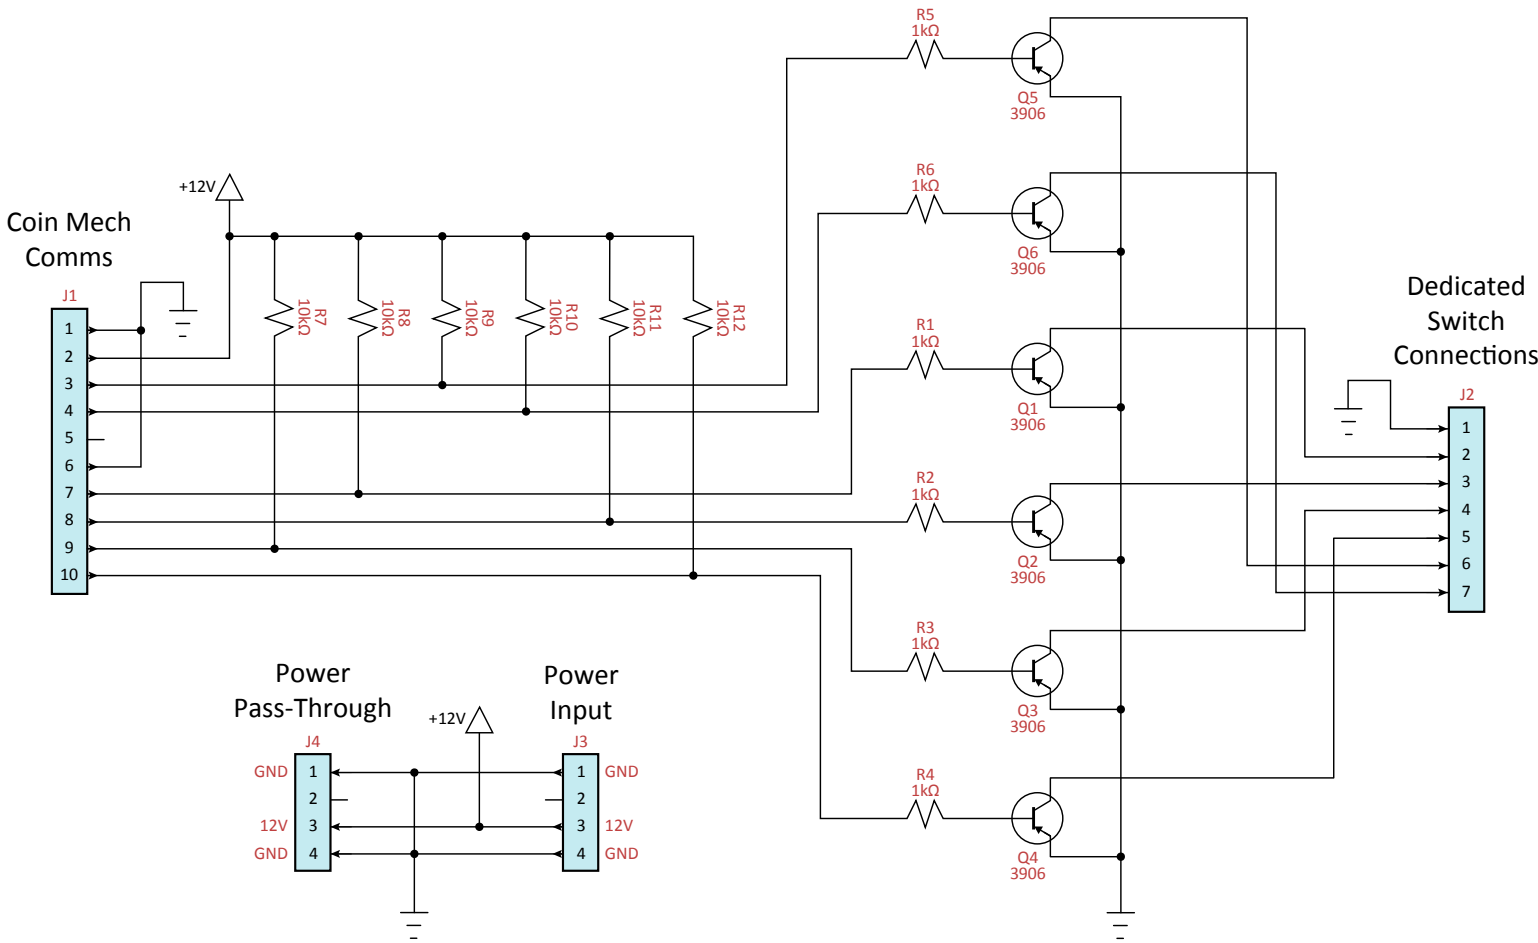 R5
1kΩ
Q5
3906
R6
1kΩ
Q6
3906
+12V
Coin Mech
Comms
J1
1
2
3
4
5
6
7
8
9
10
R7
10kΩ
R8
10kΩ
R9
10kΩ
R10
10kΩ
R11
10kΩ
R12
10kΩ
R1
1kΩ
Q1
3906
R2
1kΩ
Q2
3906
R3
1kΩ
Q3
3906
R4
1kΩ
Q4
3906
Dedicated
Switch
Connections
J2
1
2
3
4
5
6
7
Power
Pass-Through
J4
GND 1
2
12V 3
GND 4
+12V
Power
Input
J3
1 GND
2
3 12V
4 GND